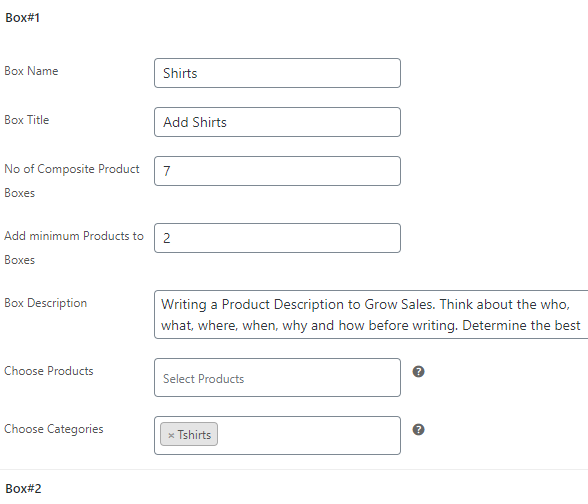 Box#1
Box Name
Shirts
Box Title
Add Shirts
No of Composite Product
Boxes
7
Add minimum Products to
Boxes
2
Box Description
Writing a Product Description to Grow Sales. Think about the who,
what, where, when, why and how before writing. Determine the best
Choose Products
Select Products
?
Choose Categories
× Tshirts
?
Box#2